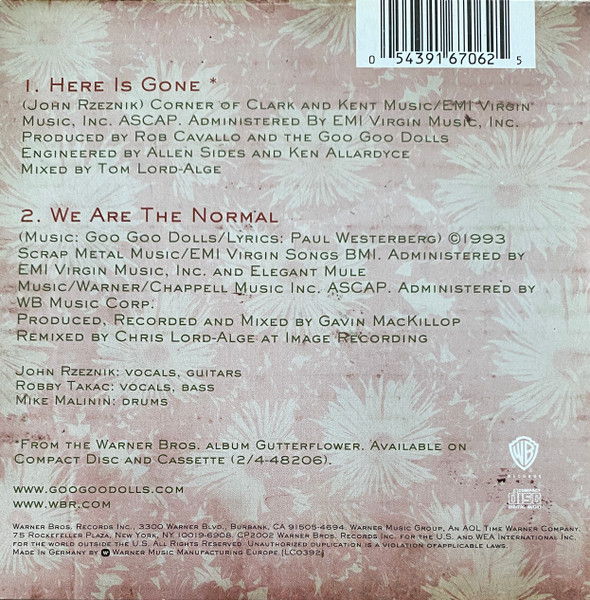 0 54391 67062 5
1. Here Is Gone *
(John Rzeznik) Corner of Clark and Kent Music/EMI Virgin
Music, Inc. ASCAP. Administered By EMI Virgin Music, Inc.
Produced by Rob Cavallo and the Goo Goo Dolls
Engineered by Allen Sides and Ken Allardyce
Mixed by Tom Lord-Alge
2. We Are The Normal
(Music: Goo Goo Dolls/Lyrics: Paul Westerberg) ©1993
Scrap Metal Music/EMI Virgin Songs BMI. Administered by
EMI Virgin Music, Inc. and Elegant Mule
Music/Warner/Chappell Music Inc. ASCAP. Administered by
WB Music Corp.
Produced, Recorded and Mixed by Gavin MacKillop
Remixed by Chris Lord-Alge at Image Recording
John Rzeznik: vocals, guitars
Robby Takac: vocals, bass
Mike Malinin: drums
*From the Warner Bros. album Gutterflower. Available on
Compact Disc and Cassette (2/4-48206).
WB
RECORDS
www.googoodolls.com
www.wbr.com
COMPACT
disc
DIGITAL AUDIO
Warner Bros. Records Inc., 3300 Warner Blvd., Burbank, CA 91505-4694. Warner Music Group, An AOL Time Warner Company.
75 Rockefeller Plaza, New York, NY 10019-6908. CP2002 Warner Bros. Records Inc. for the U.S. and WEA International Inc.
for the world outside the U.S. All Rights Reserved. Unauthorized duplication is a violation of applicable laws.
Made in Germany by W Warner Music Manufacturing Europe. [LC0392]